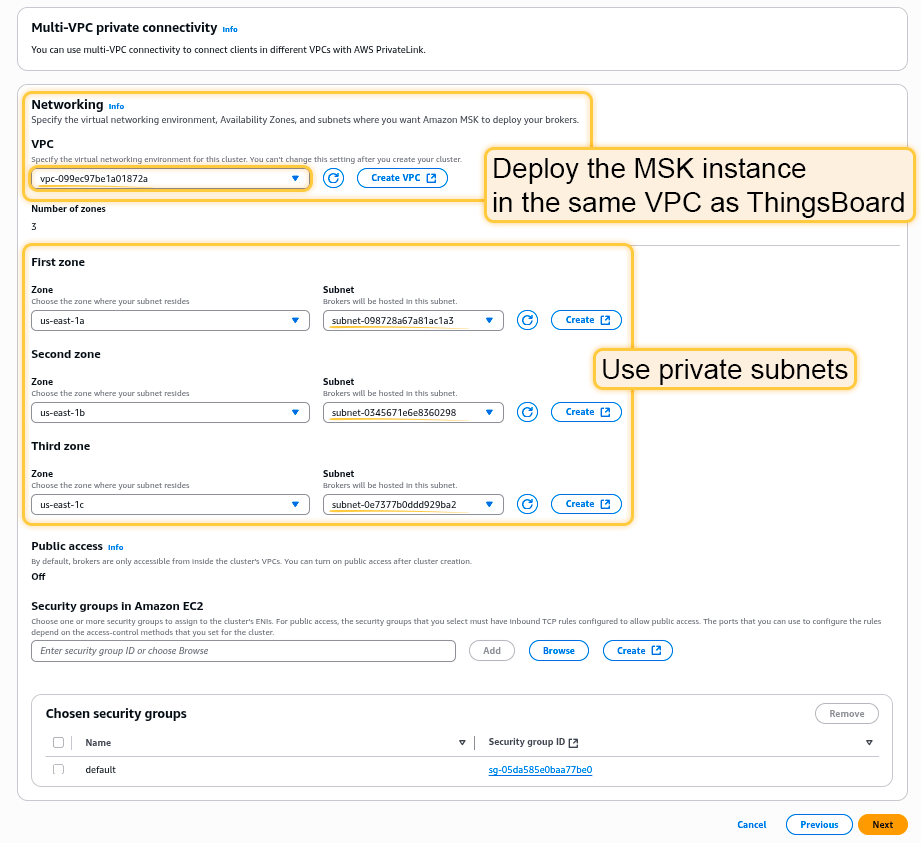 Multi-VPC private connectivity Info
You can use multi-VPC connectivity to connect clients in different VPCs with AWS PrivateLink.
Networking Info
Specify the virtual networking environment, Availability Zones, and subnets where you want Amazon MSK to deploy your brokers.
VPC
Specify the virtual networking environment for this cluster. You can't change this setting after you create your cluster.
vpc-099ec97be1a01872a Create VPC
Deploy the MSK instance
in the same VPC as ThingsBoard
Number of zones
3
First zone
Zone Subnet
Choose the zone where your subnet resides Brokers will be hosted in this subnet.
us-east-1a subnet-098728a67a81ac1a3 Create
Second zone
Use private subnets
Zone Subnet
Choose the zone where your subnet resides Brokers will be hosted in this subnet.
us-east-1b subnet-0345671e6e8360298 Create
Third zone
Zone Subnet
Choose the zone where your subnet resides Brokers will be hosted in this subnet.
us-east-1c subnet-0e7377b0ddd929ba2 Create
Public access Info
By default, brokers are only accessible from inside the cluster's VPCs. You can turn on public access after cluster creation.
Off
Security groups in Amazon EC2
Choose one or more security groups to assign to the cluster's ENIs. For public access, the security groups that you select must have inbound TCP rules configured to allow public access. The ports that you can use to configure the rules
depend on the access-control methods that you set for the cluster.
Enter security group ID or choose Browse Add Browse Create
Chosen security groups Remove
Name Security group ID
default sg-05da585e0baa77be0
Cancel Previous Next